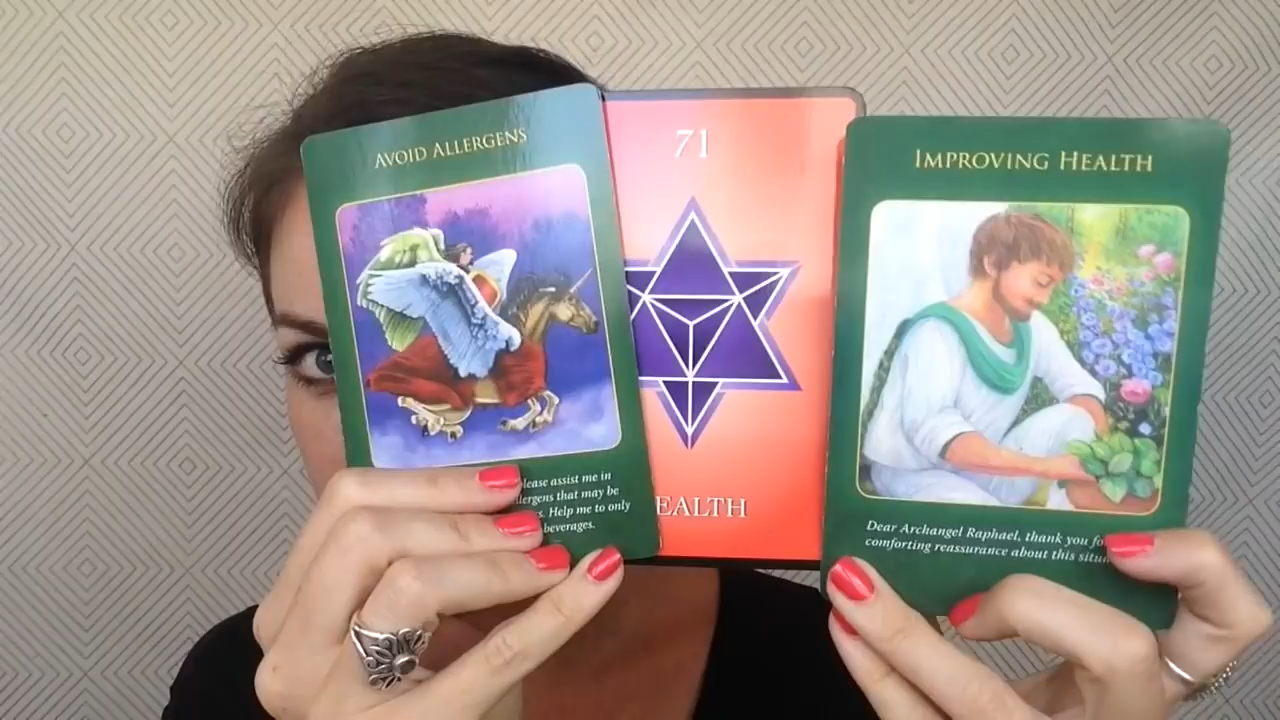 AVOID ALLERGENS
please assist me in
allergens that may be
Help me to only
beverages.
71
EALTH
IMPROVING HEALTH
Dear Archangel Raphael, thank you fo
comforting reassurance about this situ